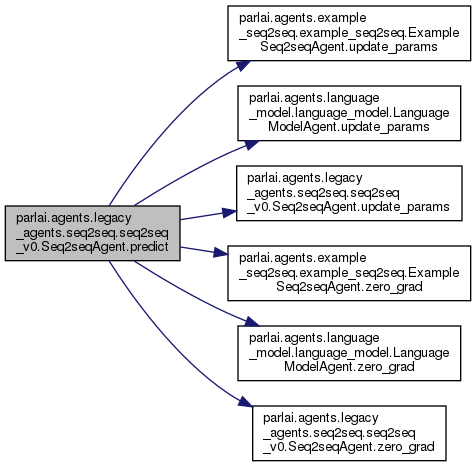 parlai.agents.example
_seq2seq.example_seq2seq.Example
Seq2seqAgent.update_params
parlai.agents.language
_model.language_model.Language
ModelAgent.update_params
parlai.agents.legacy
_agents.seq2seq.seq2seq
_v0.Seq2seqAgent.update_params
parlai.agents.legacy
_agents.seq2seq.seq2seq
_v0.Seq2seqAgent.predict
parlai.agents.example
_seq2seq.example_seq2seq.Example
Seq2seqAgent.zero_grad
parlai.agents.language
_model.language_model.Language
ModelAgent.zero_grad
parlai.agents.legacy
_agents.seq2seq.seq2seq
_v0.Seq2seqAgent.zero_grad